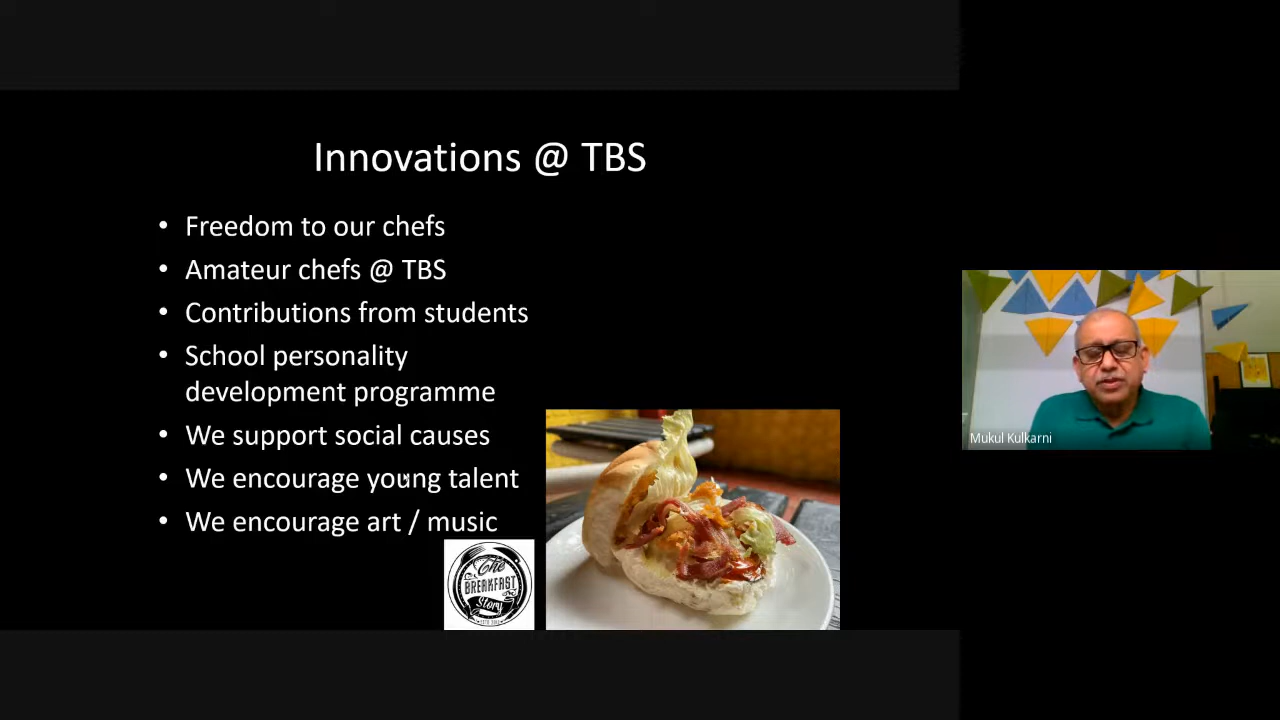 Innovations @ TBS
• Freedom to our chefs
• Amateur chefs @ TBS
• Contributions from students
• School personality
development programme
• We support social causes
• We encourage young talent
• We encourage art / music
The
BREAKFAST
Story
Mukul Kulkarni